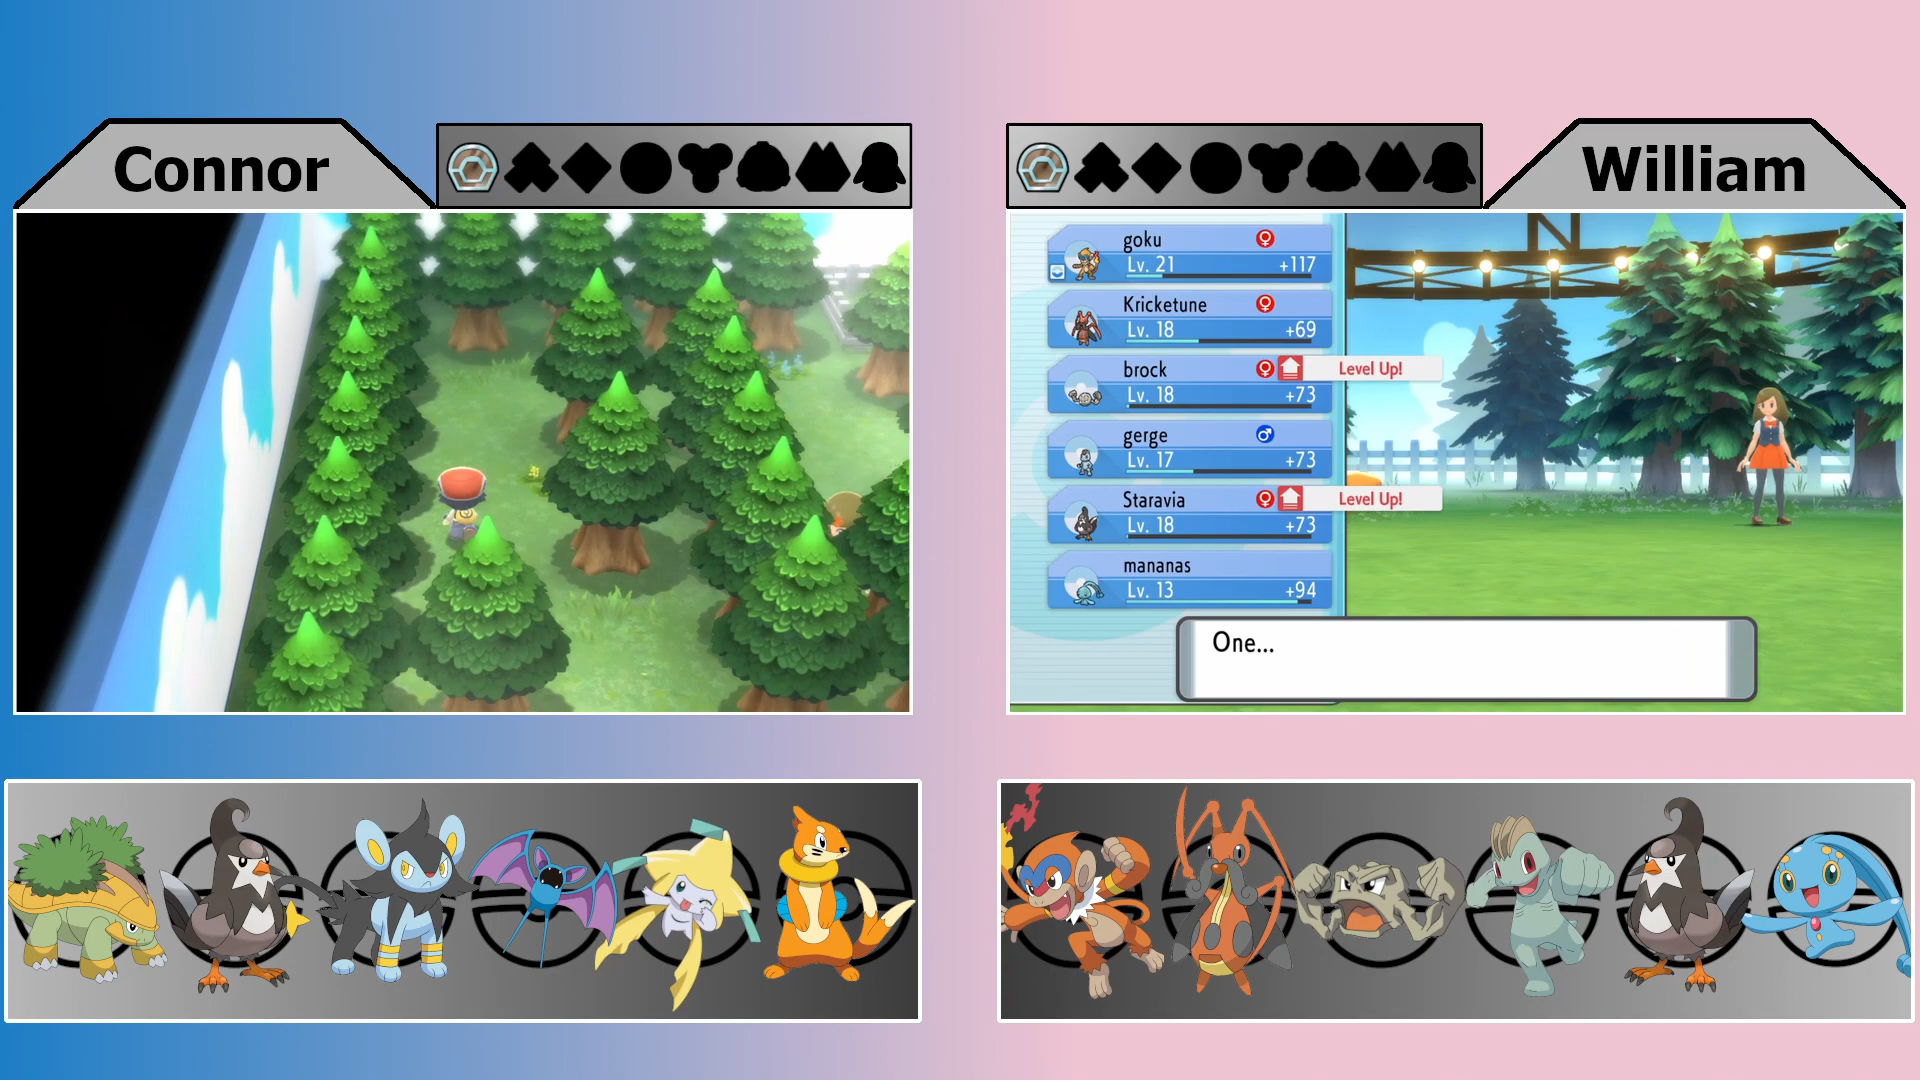 Connor
William
goku
Lv. 21 +117
Kricketune
Lv. 18 +69
brock Level Up!
Lv. 18 +73
gerge
Lv. 17 +73
Staravia Level Up!
Lv. 18 +73
mananas
Lv. 13 +94
One...